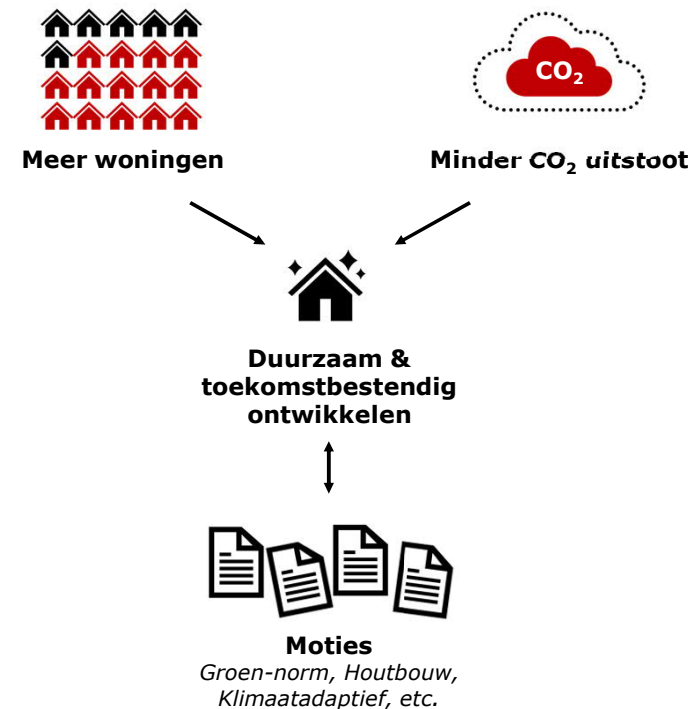 CO₂
Meer woningen
Minder CO₂ uitstoot
Duurzaam &
toekomstbestendig
ontwikkelen
Moties
Groen-norm, Houtbouw,
Klimaatadaptief, etc.